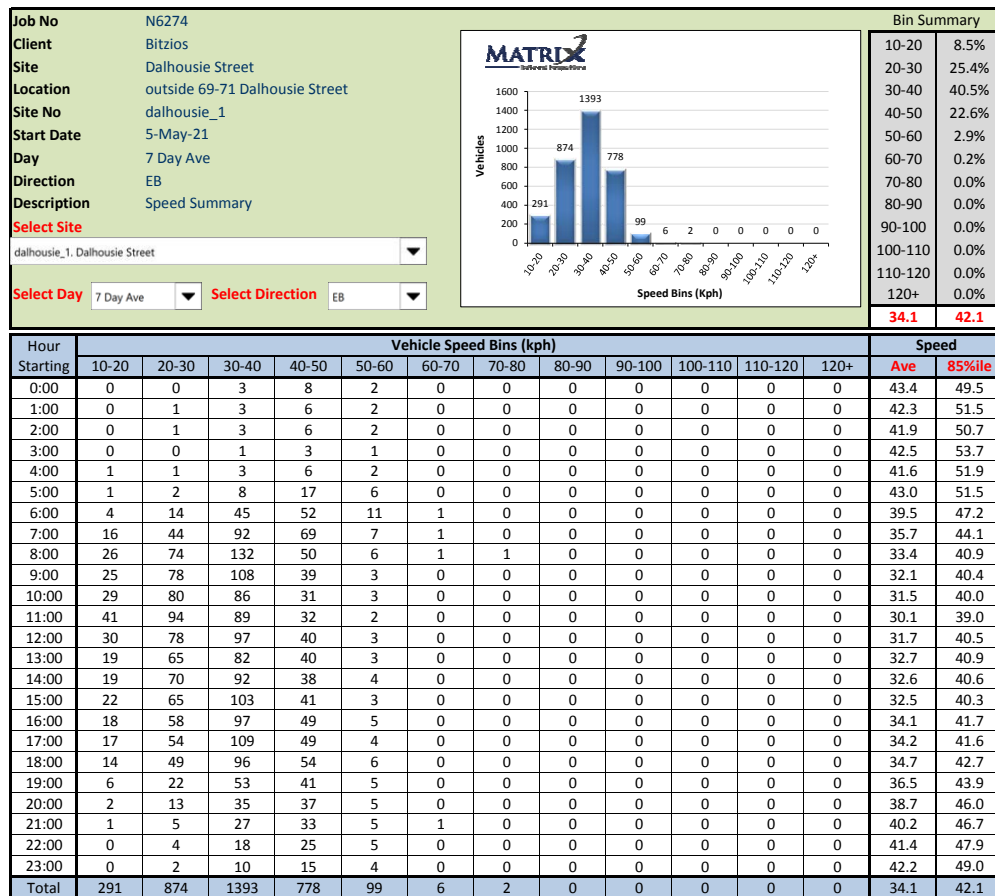 Job No N6274
Client Bitzios
Site Dalhousie Street
Location outside 69-71 Dalhousie Street
Site No dalhousie_1
Start Date 5-May-21
Day 7 Day Ave
Direction EB
Description Speed Summary
Select Site
dalhousie_1. Dalhousie Street
Select Day 7 Day Ave Select Direction EB
MATRIX
Vehicles
1600
1400
1200
1000
800
600
400
200
0
291 874 1393 778 99 6 2 0 0 0 0 0
10-20 20-30 30-40 40-50 50-60 60-70 70-80 80-90 90-100 100-110 110-120 120+
Speed Bins (Kph)
Bin Summary
10-20 8.5%
20-30 25.4%
30-40 40.5%
40-50 22.6%
50-60 2.9%
60-70 0.2%
70-80 0.0%
80-90 0.0%
90-100 0.0%
100-110 0.0%
110-120 0.0%
120+ 0.0%
34.1 42.1
Hour Vehicle Speed Bins (kph) Speed
Starting 10-20 20-30 30-40 40-50 50-60 60-70 70-80 80-90 90-100 100-110 110-120 120+ Ave 85%ile
0:00 0 0 3 8 2 0 0 0 0 0 0 0 43.4 49.5
1:00 0 1 3 6 2 0 0 0 0 0 0 0 42.3 51.5
2:00 0 1 3 6 2 0 0 0 0 0 0 0 41.9 50.7
3:00 0 0 1 3 1 0 0 0 0 0 0 0 42.5 53.7
4:00 1 1 3 6 2 0 0 0 0 0 0 0 41.6 51.9
5:00 1 2 8 17 6 0 0 0 0 0 0 0 43.0 51.5
6:00 4 14 45 52 11 1 0 0 0 0 0 0 39.5 47.2
7:00 16 44 92 69 7 1 0 0 0 0 0 0 35.7 44.1
8:00 26 74 132 50 6 1 1 0 0 0 0 0 33.4 40.9
9:00 25 78 108 39 3 0 0 0 0 0 0 0 32.1 40.4
10:00 29 80 86 31 3 0 0 0 0 0 0 0 31.5 40.0
11:00 41 94 89 32 2 0 0 0 0 0 0 0 30.1 39.0
12:00 30 78 97 40 3 0 0 0 0 0 0 0 31.7 40.5
13:00 19 65 82 40 3 0 0 0 0 0 0 0 32.7 40.9
14:00 19 70 92 38 4 0 0 0 0 0 0 0 32.6 40.6
15:00 22 65 103 41 3 0 0 0 0 0 0 0 32.5 40.3
16:00 18 58 97 49 5 0 0 0 0 0 0 0 34.1 41.7
17:00 17 54 109 49 4 0 0 0 0 0 0 0 34.2 41.6
18:00 14 49 96 54 6 0 0 0 0 0 0 0 34.7 42.7
19:00 6 22 53 41 5 0 0 0 0 0 0 0 36.5 43.9
20:00 2 13 35 37 5 0 0 0 0 0 0 0 38.7 46.0
21:00 1 5 27 33 5 1 0 0 0 0 0 0 40.2 46.7
22:00 0 4 18 25 5 0 0 0 0 0 0 0 41.4 47.9
23:00 0 2 10 15 4 0 0 0 0 0 0 0 42.2 49.0
Total 291 874 1393 778 99 6 2 0 0 0 0 0 34.1 42.1